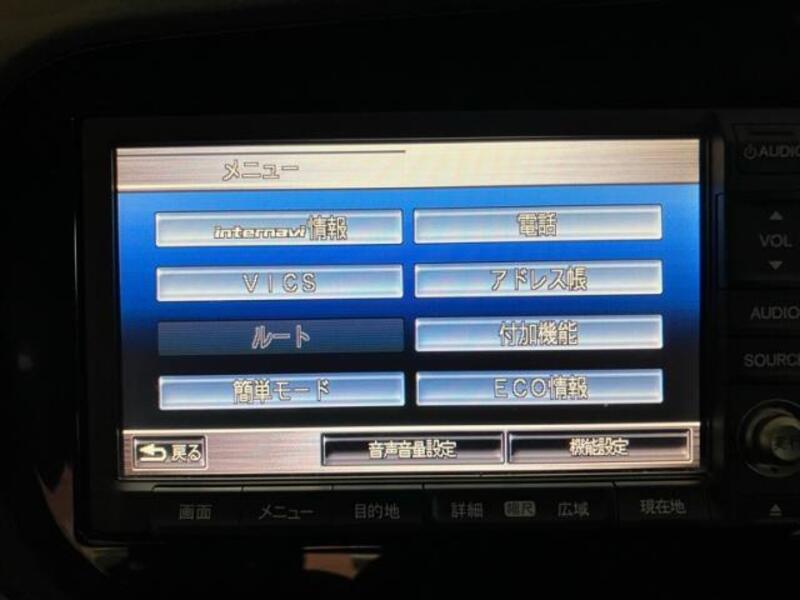 メニュー
internavi情報 電話
VICS アドレス帳
ルート 付加機能
簡単モード ECO情報
戻る 音声音量設定 機能設定
画面 メニュー 目的地 詳細 縮尺 広域 現在地
AUDIO
VOL
AUDIO
SOURCE